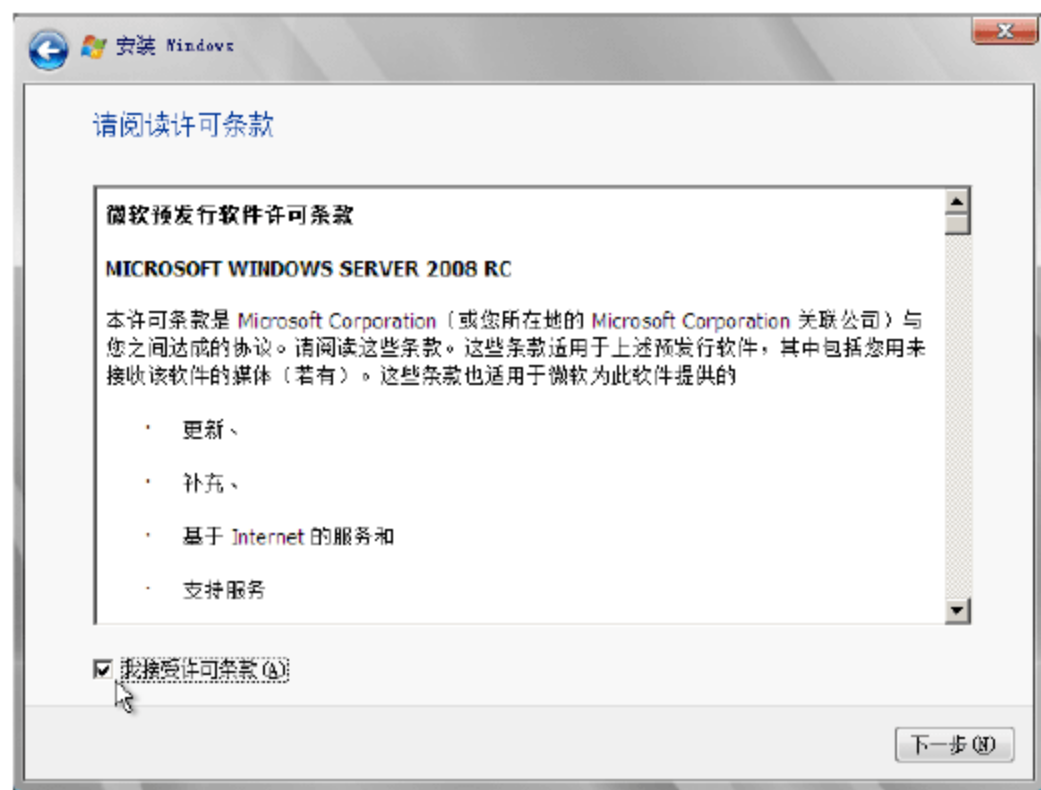 安装 Windows
请阅读许可条款
微软预发行软件许可条款
MICROSOFT WINDOWS SERVER 2008 RC
本许可条款是 Microsoft Corporation（或您所在地的 Microsoft Corporation 关联公司）与
您之间达成的协议。请阅读这些条款。这些条款适用于上述预发行软件，其中包括您用来
接收该软件的媒体（若有）。这些条款也适用于微软为此软件提供的
· 更新、
· 补充、
· 基于 Internet 的服务和
· 支持服务
我接受许可条款(A)
下一步(N)